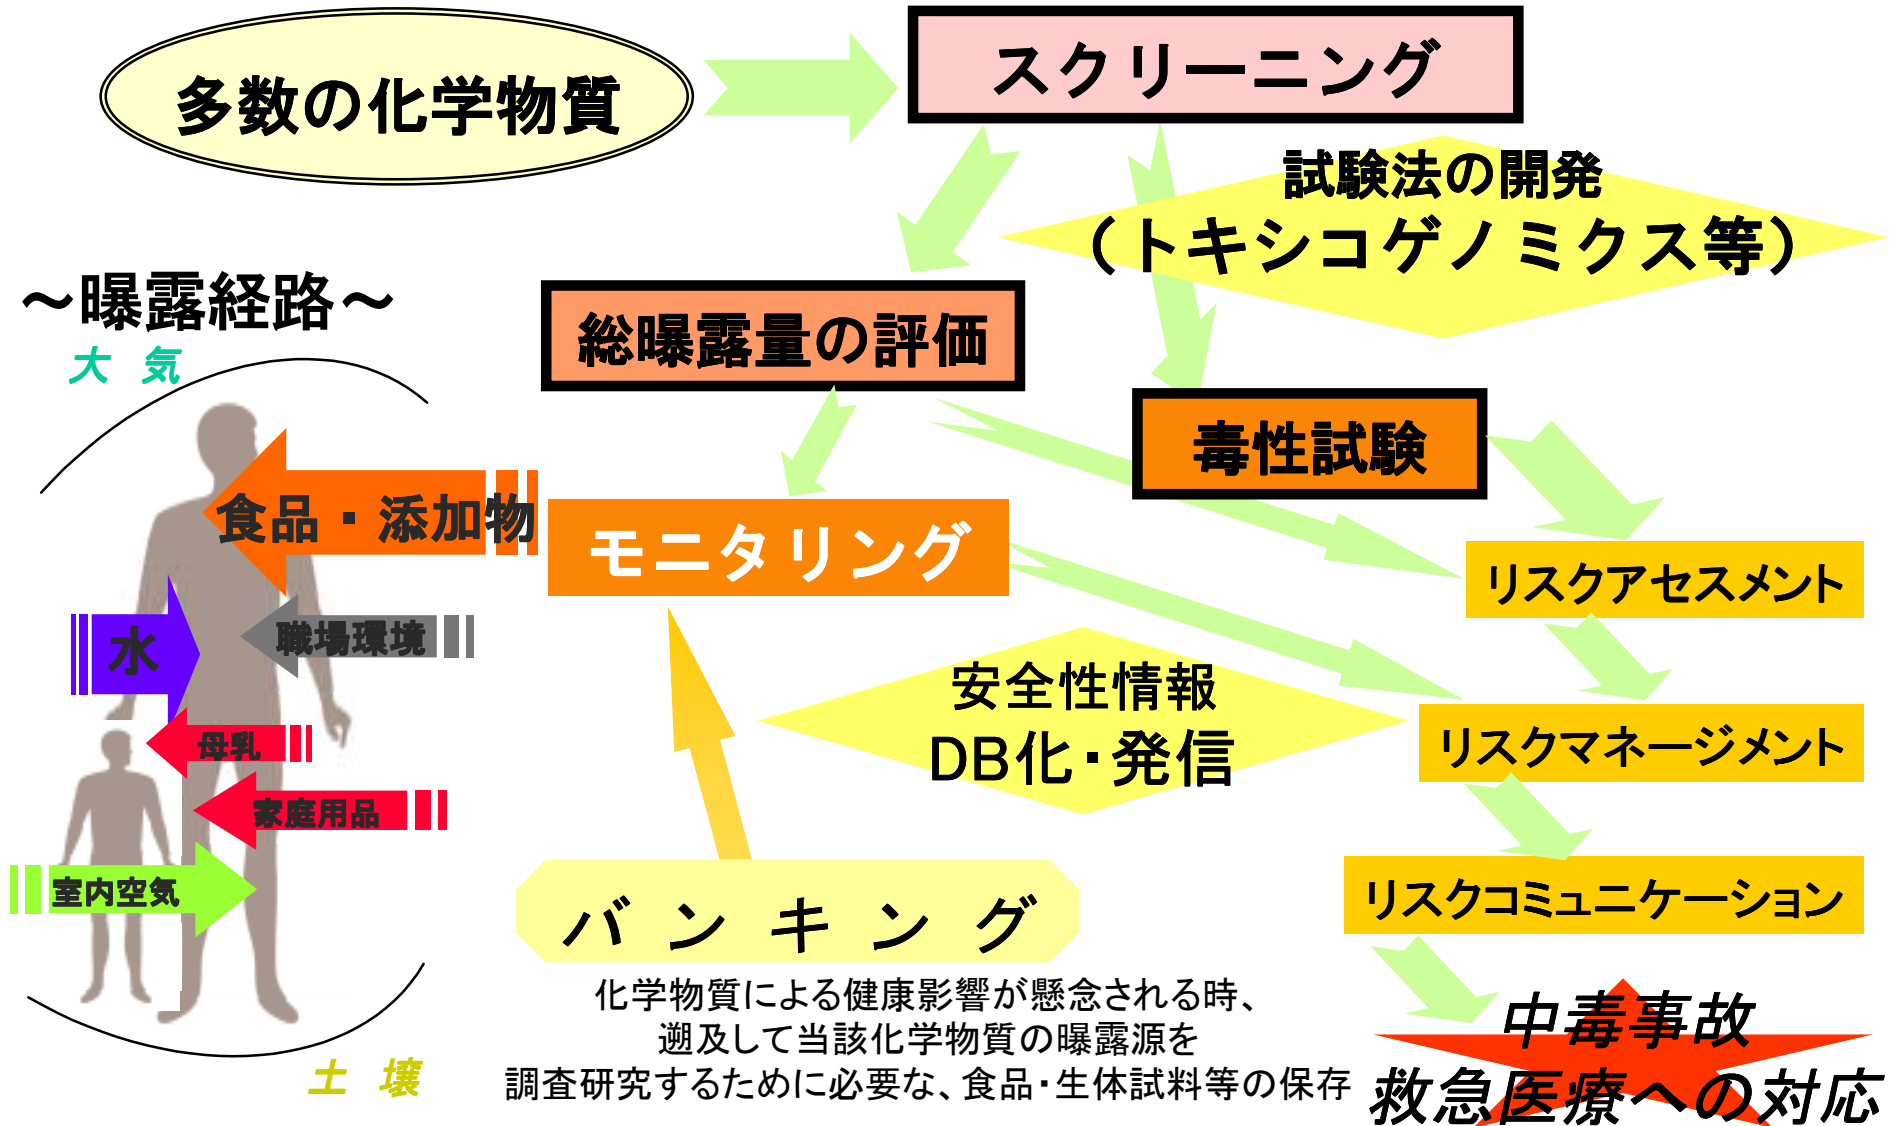 多数の化学物質
スクリーニング
試験法の開発
（トキシコゲノミクス等）
～曝露経路～
大 気
総曝露量の評価
毒性試験
食品・添加物
モニタリング
リスクアセスメント
水
職場環境
安全性情報
DB化・発信
リスクマネージメント
母乳
家庭用品
室内空気
バンキング
リスクコミュニケーション
化学物質による健康影響が懸念される時、
遡及して当該化学物質の曝露源を
調査研究するために必要な、食品・生体試料等の保存
土 壌
中毒事故
救急医療への対応